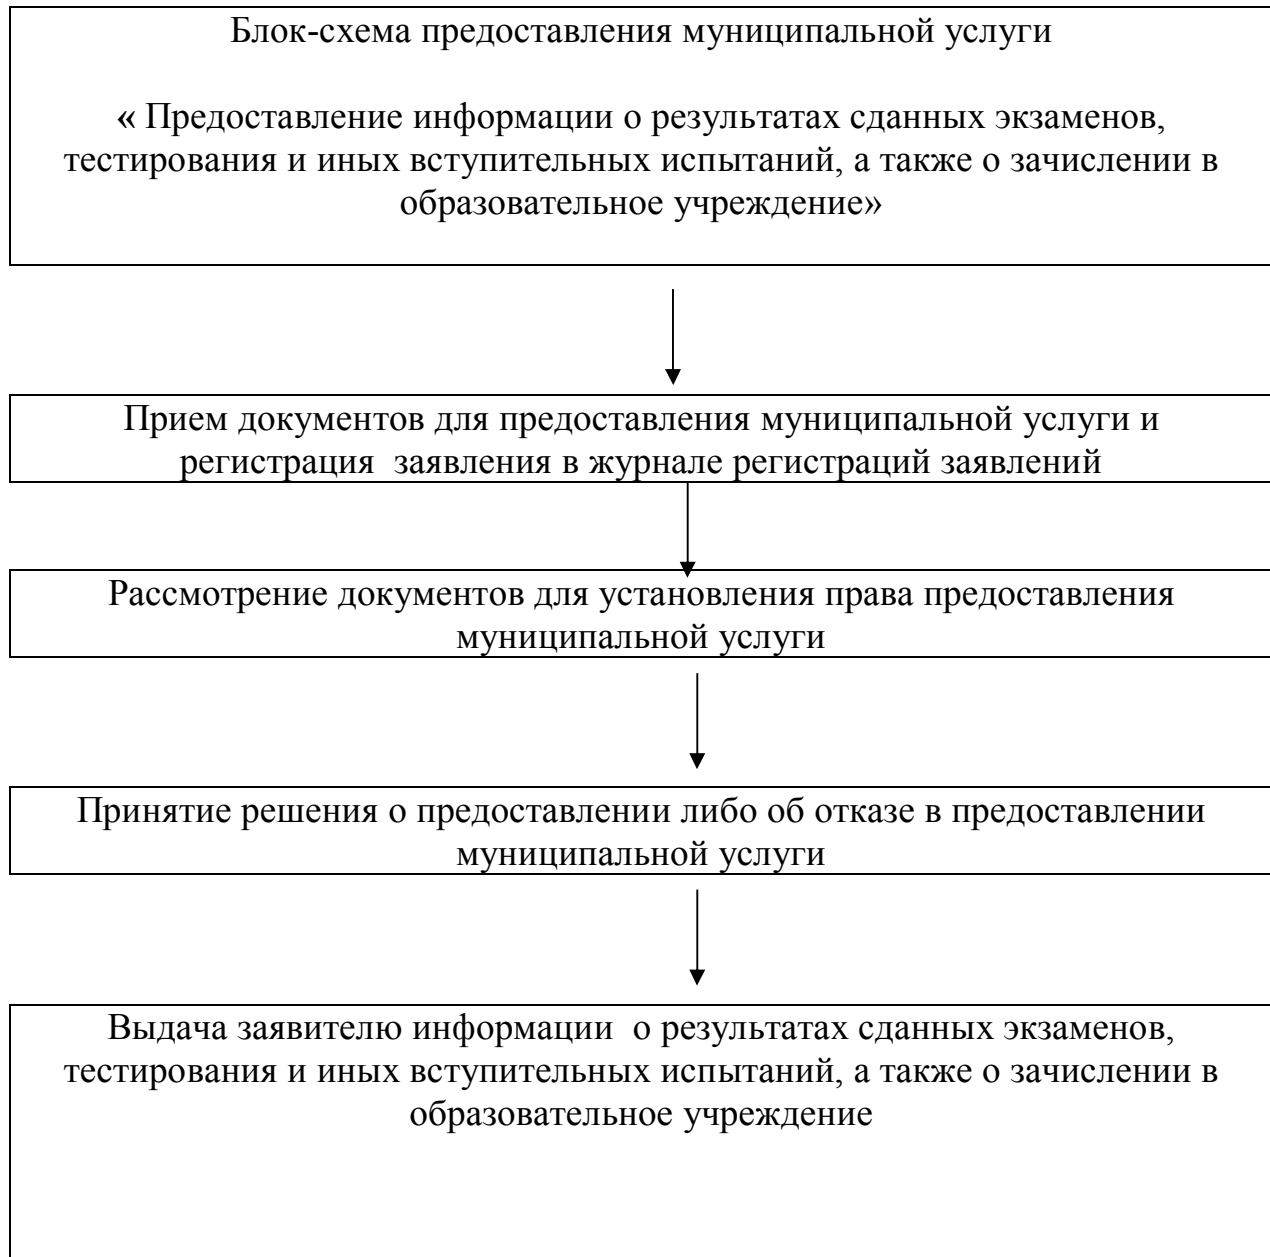 Блок-схема предоставления муниципальной услуги
« Предоставление информации о результатах сданных экзаменов,
тестирования и иных вступительных испытаний, а также о зачислении в
образовательное учреждение»
Прием документов для предоставления муниципальной услуги и
регистрация  заявления в журнале регистраций заявлений
Рассмотрение документов для установления права предоставления
муниципальной услуги
Принятие решения о предоставлении либо об отказе в предоставлении
муниципальной услуги
Выдача заявителю информации  о результатах сданных экзаменов,
тестирования и иных вступительных испытаний, а также о зачислении в
образовательное учреждение